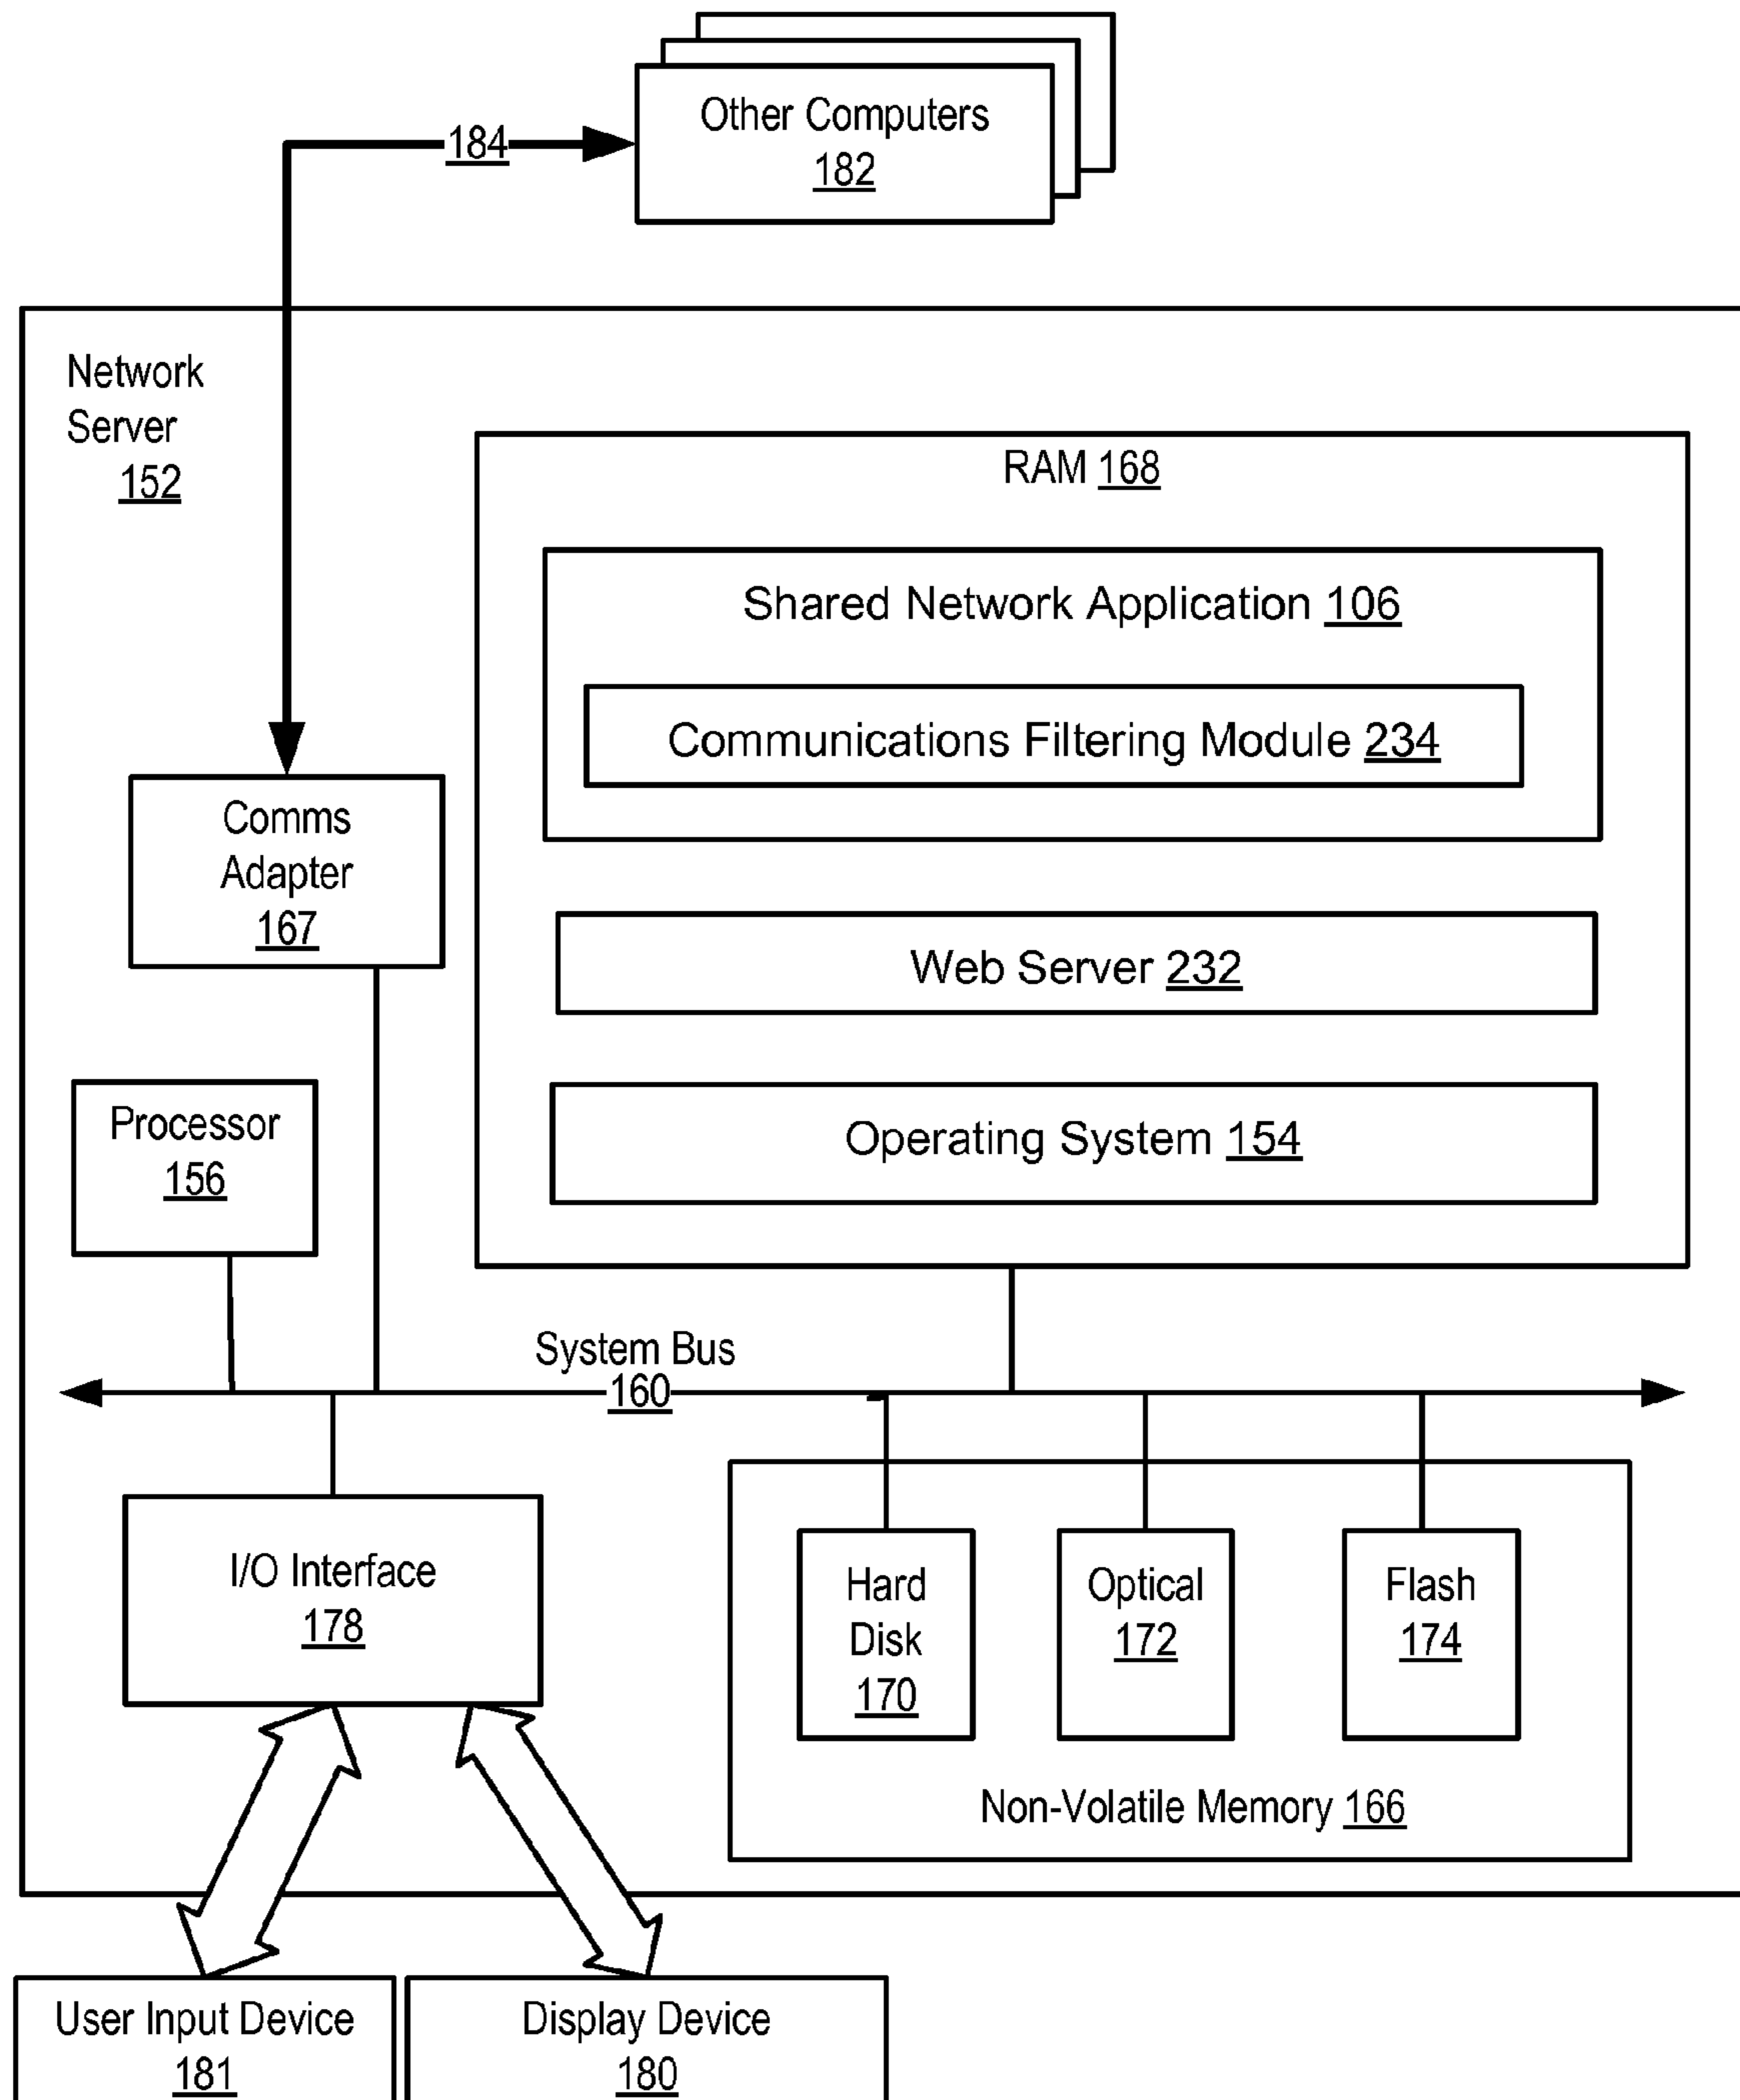 Other Computers
182
184
Network
Server
152
RAM 168
Shared Network Application 106
Communications Filtering Module 234
Comms
Adapter
167
Web Server 232
Processor
156
Operating System 154
System Bus
160
I/O Interface
178
Hard
Disk
170
Optical
172
Flash
174
Non-Volatile Memory 166
User Input Device
181
Display Device
180